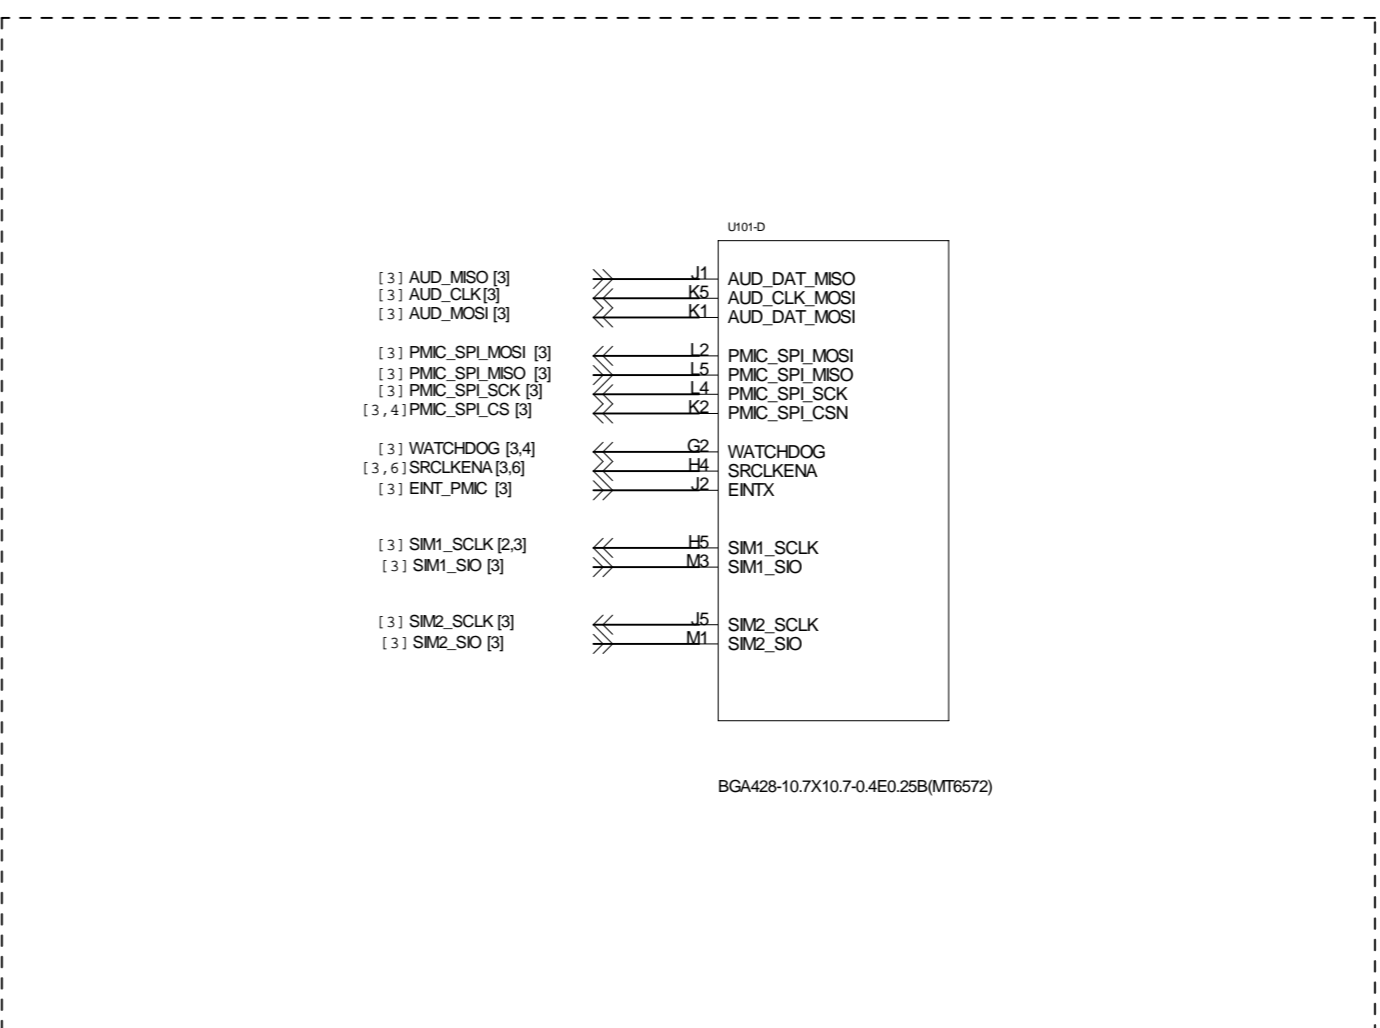 U101-D
[3] AUD_MISO [3] J1 AUD_DAT_MISO
[3] AUD_CLK [3] K5 AUD_CLK_MOSI
[3] AUD_MOSI [3] K1 AUD_DAT_MOSI
[3] PMIC_SPI_MOSI [3] L2 PMIC_SPI_MOSI
[3] PMIC_SPI_MISO [3] L5 PMIC_SPI_MISO
[3] PMIC_SPI_SCK [3] L4 PMIC_SPI_SCK
[3,4] PMIC_SPI_CS [3] K2 PMIC_SPI_CSN
[3] WATCHDOG [3,4] G2 WATCHDOG
[3,6] SRCLKENA [3,6] H4 SRCLKENA
[3] EINT_PMIC [3] J2 EINTX
[3] SIM1_SCLK [2,3] H5 SIM1_SCLK
[3] SIM1_SIO [3] M3 SIM1_SIO
[3] SIM2_SCLK [3] J5 SIM2_SCLK
[3] SIM2_SIO [3] M1 SIM2_SIO
BGA428-10.7X10.7-0.4E0.25B(MT6572)